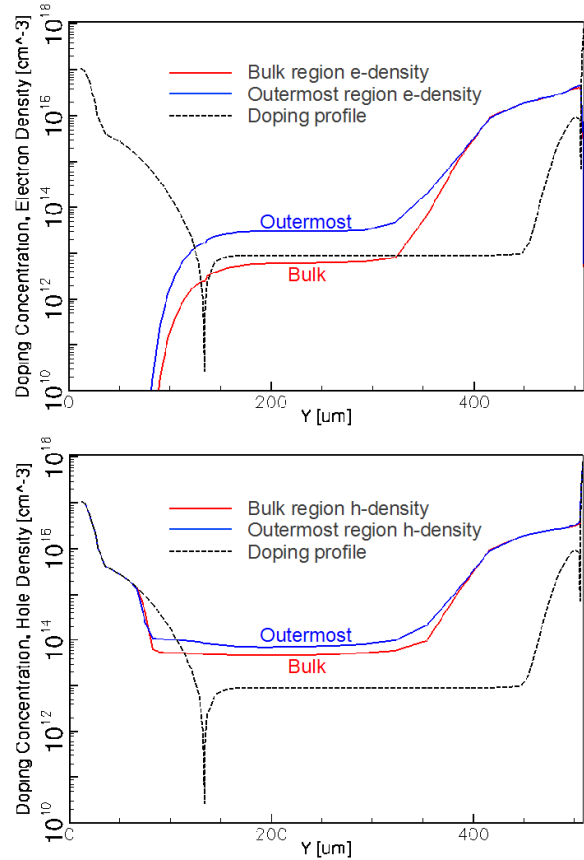 10^18
10^16
10^14
10^12
10^10
Doping Concentration, Electron Density [cm^-3]
Bulk region e-density
Outermost region e-density
Doping profile
Outermost
Bulk
0 200 400
Y [um]
10^18
10^16
10^14
10^12
10^10
Doping Concentration, Hole Density [cm^-3]
Bulk region h-density
Outermost region h-density
Doping profile
Outermost
Bulk
0 200 400
Y [um]